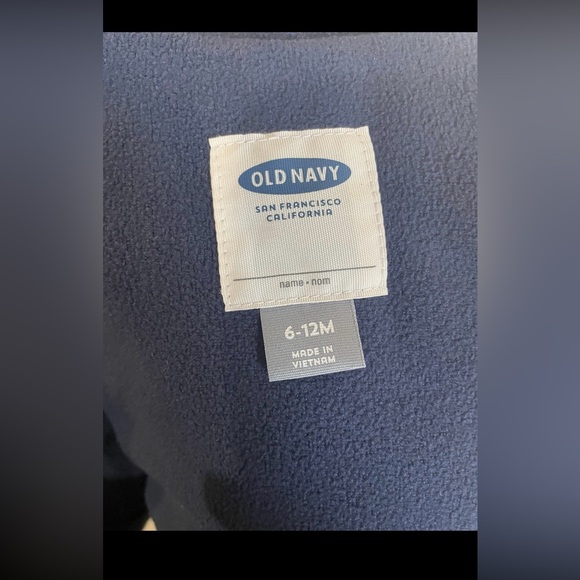 OLD NAVY
SAN FRANCISCO
CALIFORNIA
name • nom
6-12M
MADE IN
VIETNAM